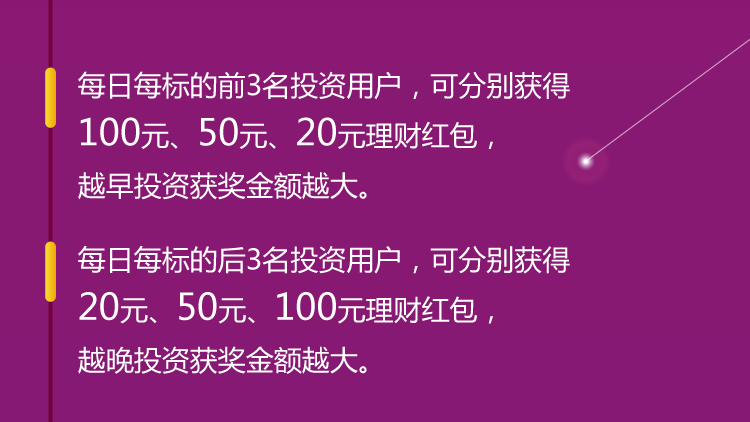 每日每标的前3名投资用户，可分别获得
100元、50元、20元理财红包，
越早投资获奖金额越大。
每日每标的后3名投资用户，可分别获得
20元、50元、100元理财红包，
越晚投资获奖金额越大。